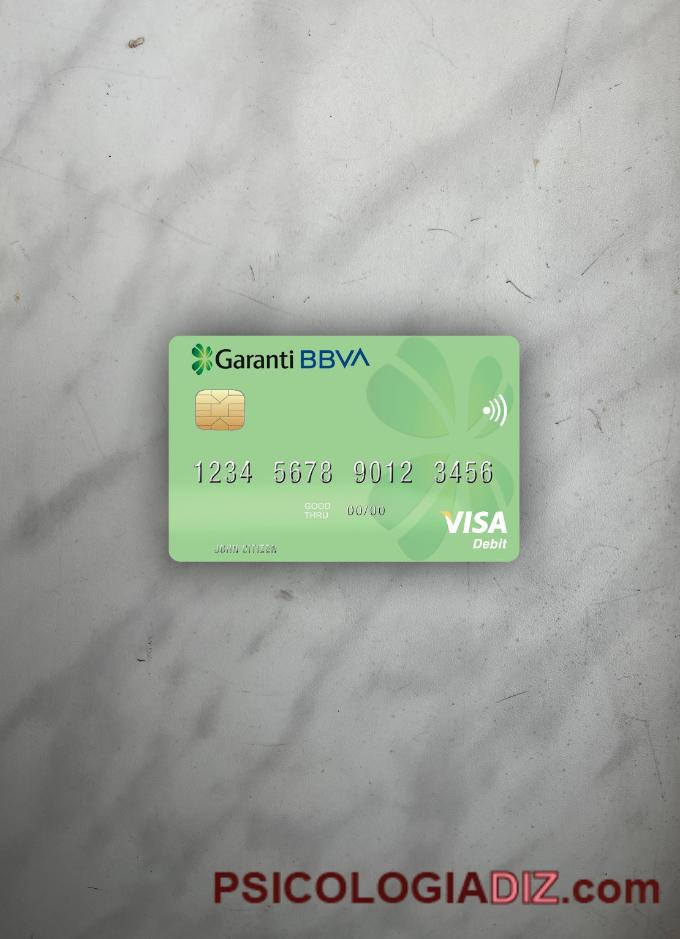 Garanti BBVA
1234 5678 9012 3456
GOOD
THRU 00/00
VISA
Debit
JOHN CITIZEN
PSICOLOGIADIZ.com